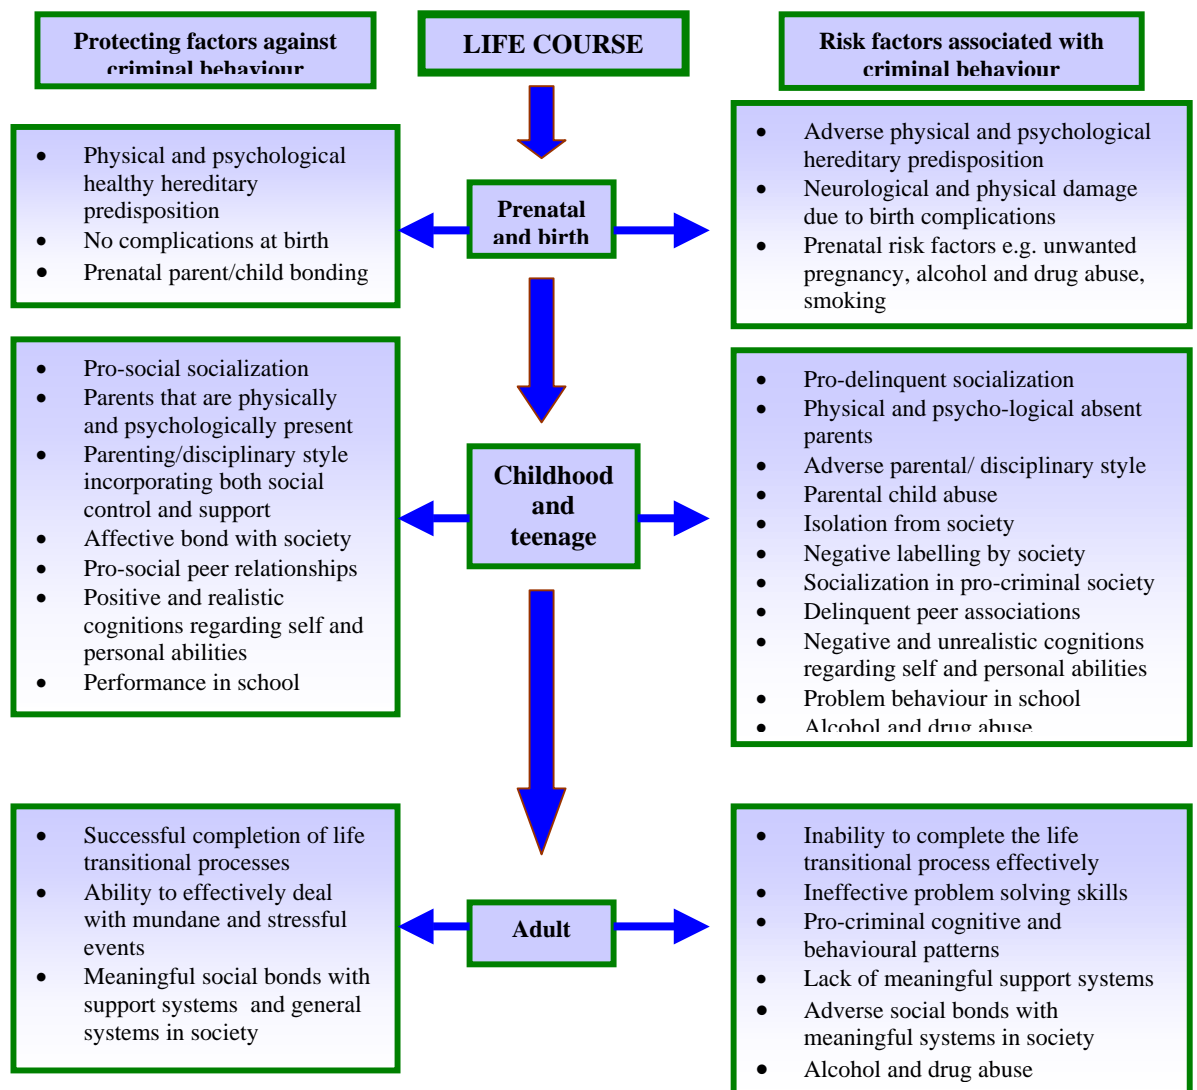 Protecting factors against
criminal behaviour
LIFE COURSE
Risk factors associated with
criminal behaviour
• Physical and psychological
healthy hereditary
predisposition
• No complications at birth
• Prenatal parent/child bonding
Prenatal
and birth
• Adverse physical and psychological
hereditary predisposition
• Neurological and physical damage
due to birth complications
• Prenatal risk factors e.g. unwanted
pregnancy, alcohol and drug abuse,
smoking
• Pro-social socialization
• Parents that are physically
and psychologically present
• Parenting/disciplinary style
incorporating both social
control and support
• Affective bond with society
• Pro-social peer relationships
• Positive and realistic
cognitions regarding self and
personal abilities
• Performance in school
Childhood
and
teenage
• Pro-delinquent socialization
• Physical and psycho-logical absent
parents
• Adverse parental/ disciplinary style
• Parental child abuse
• Isolation from society
• Negative labelling by society
• Socialization in pro-criminal society
• Delinquent peer associations
• Negative and unrealistic cognitions
regarding self and personal abilities
• Problem behaviour in school
• Alcohol and drug abuse
• Successful completion of life
transitional processes
• Ability to effectively deal
with mundane and stressful
events
• Meaningful social bonds with
support systems and general
systems in society
Adult
• Inability to complete the life
transitional process effectively
• Ineffective problem solving skills
• Pro-criminal cognitive and
behavioural patterns
• Lack of meaningful support systems
• Adverse social bonds with
meaningful systems in society
• Alcohol and drug abuse